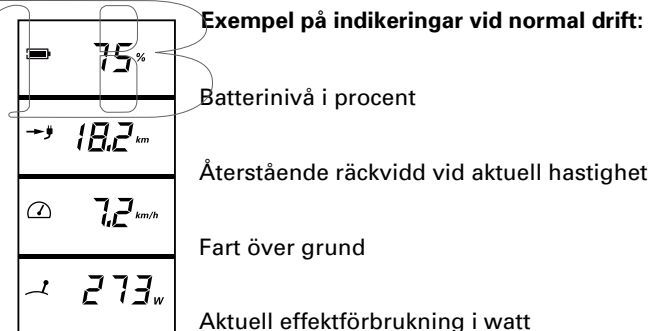 Exempel på indikeringar vid normal drift:
75 %
Batterinivå i procent
18.2 km
Återstående räckvidd vid aktuell hastighet
7.2 km/h
Fart över grund
273 W
Aktuell effektförbrukning i watt